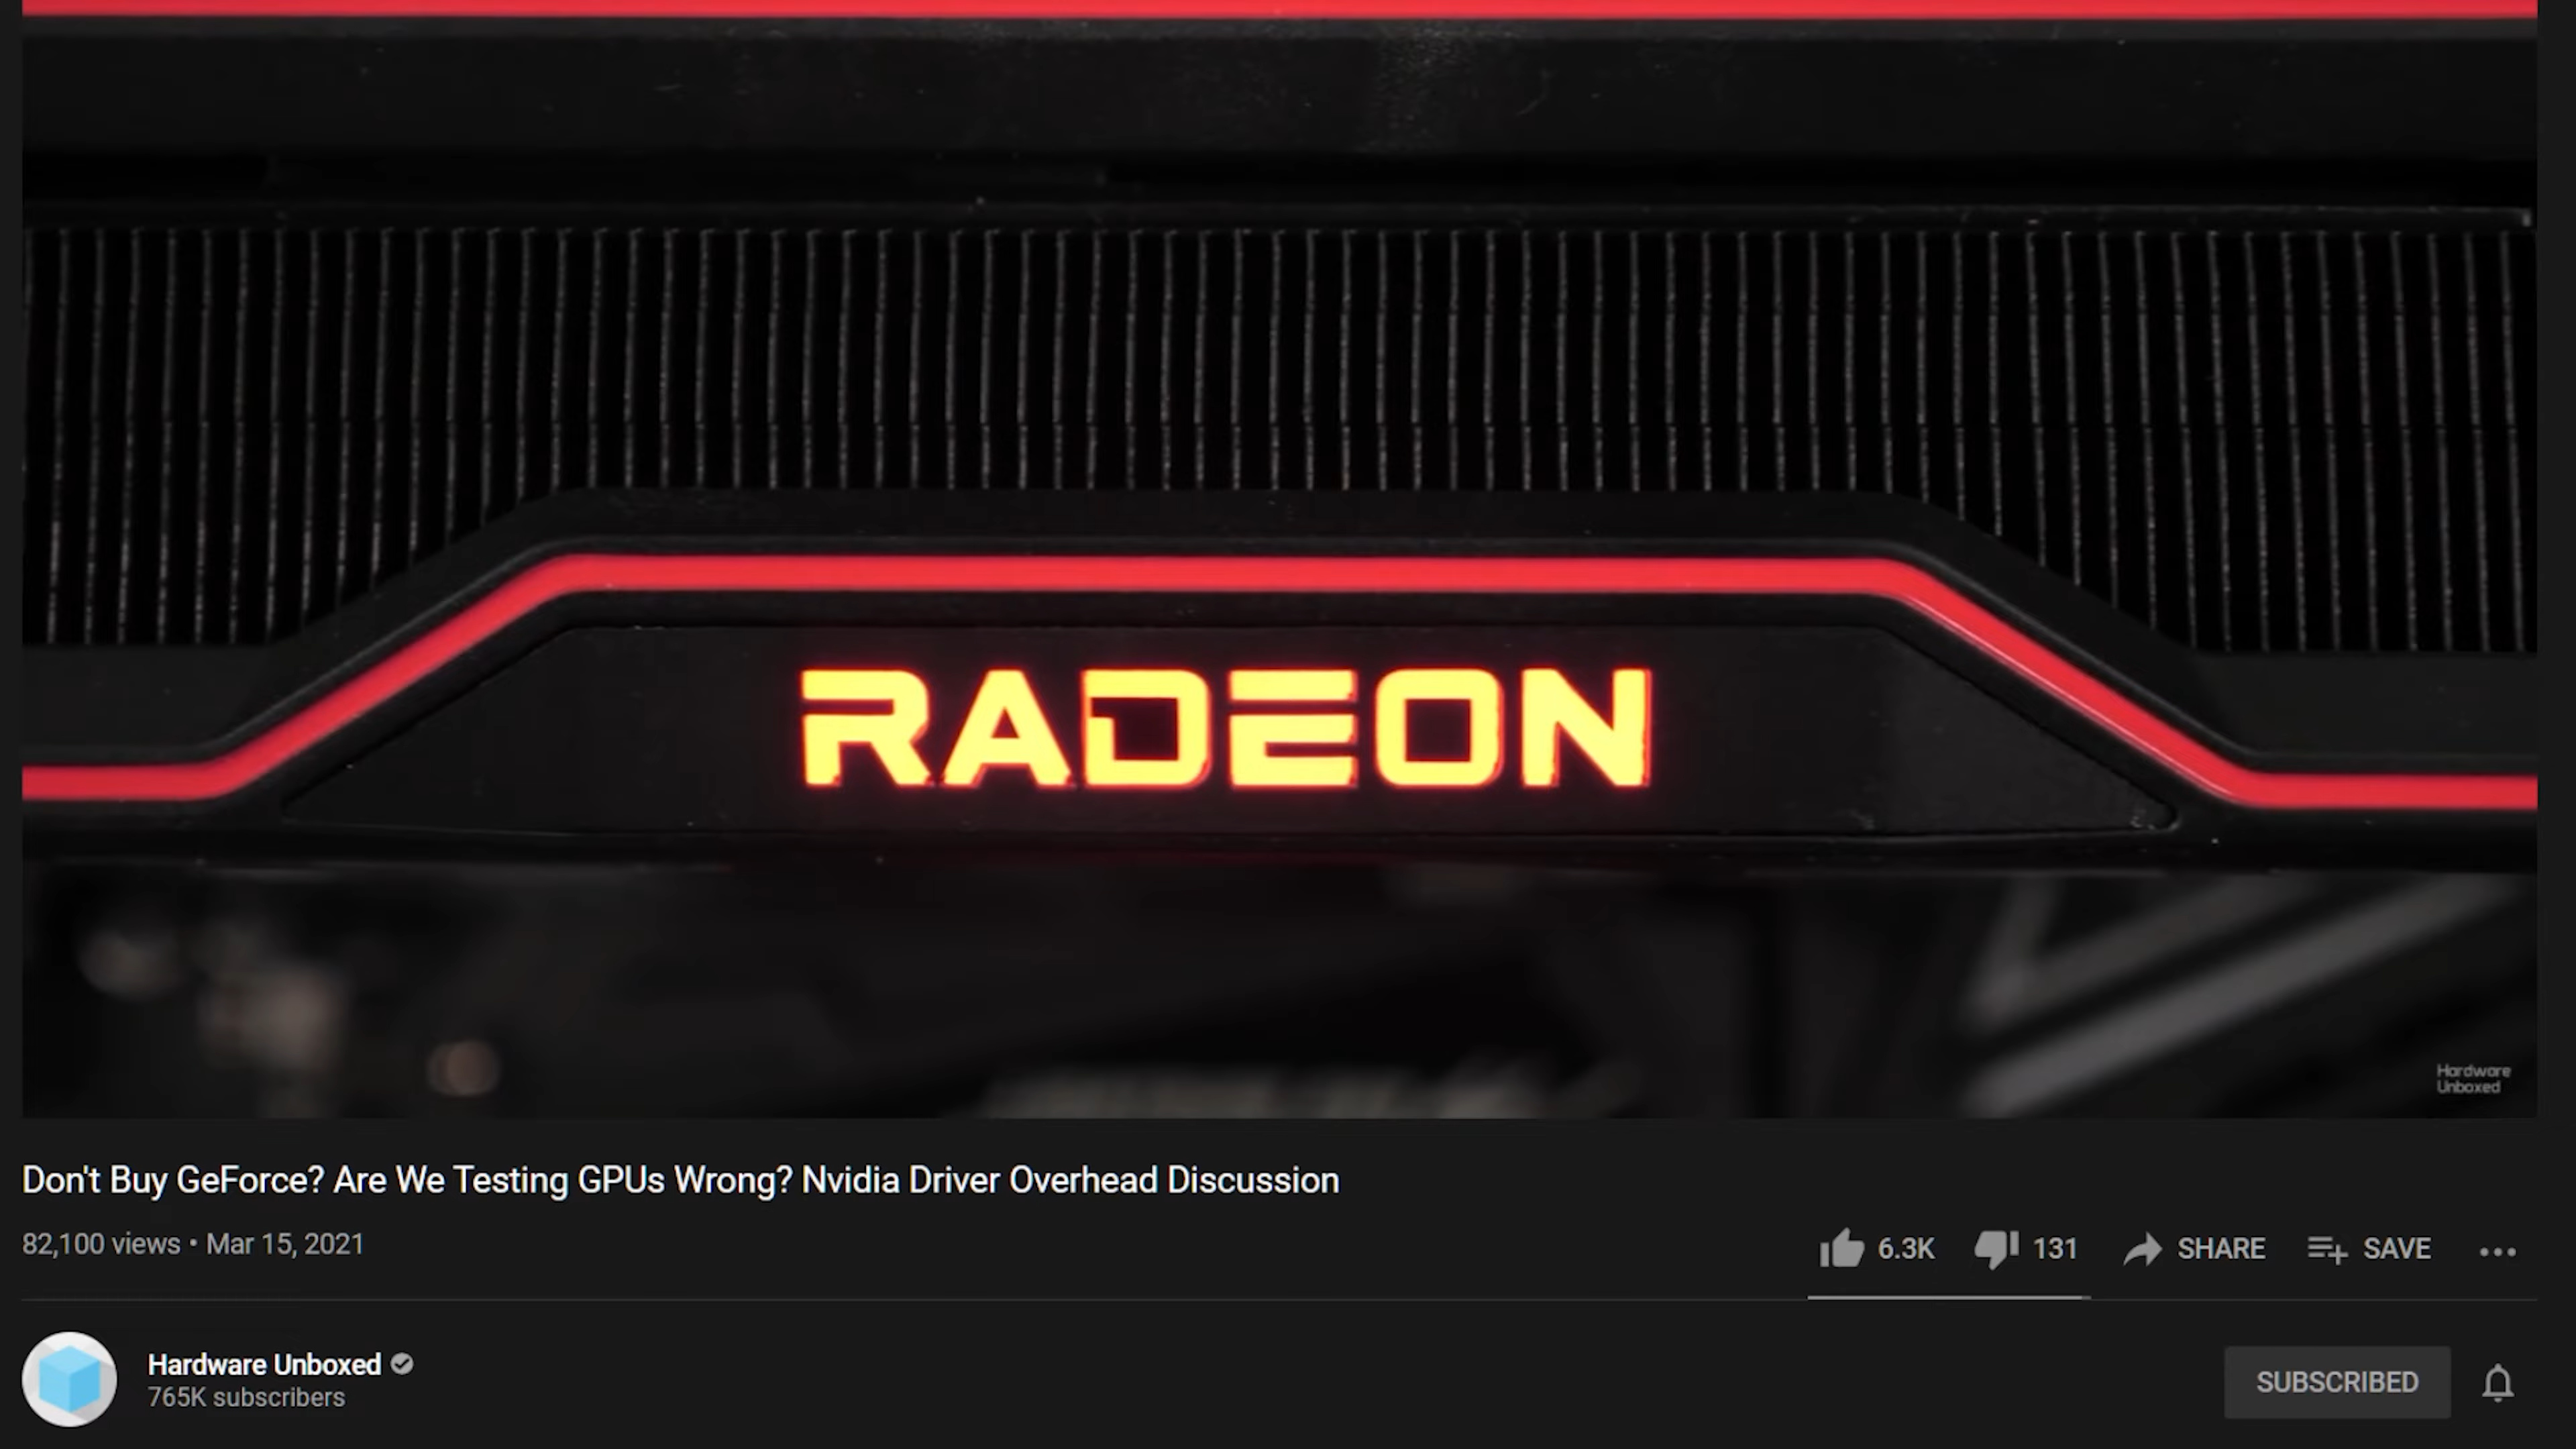 RADEON
Hardware
Unboxed
Don't Buy GeForce? Are We Testing GPUs Wrong? Nvidia Driver Overhead Discussion
82,100 views • Mar 15, 2021
6.3K 131 SHARE SAVE
Hardware Unboxed
765K subscribers
SUBSCRIBED